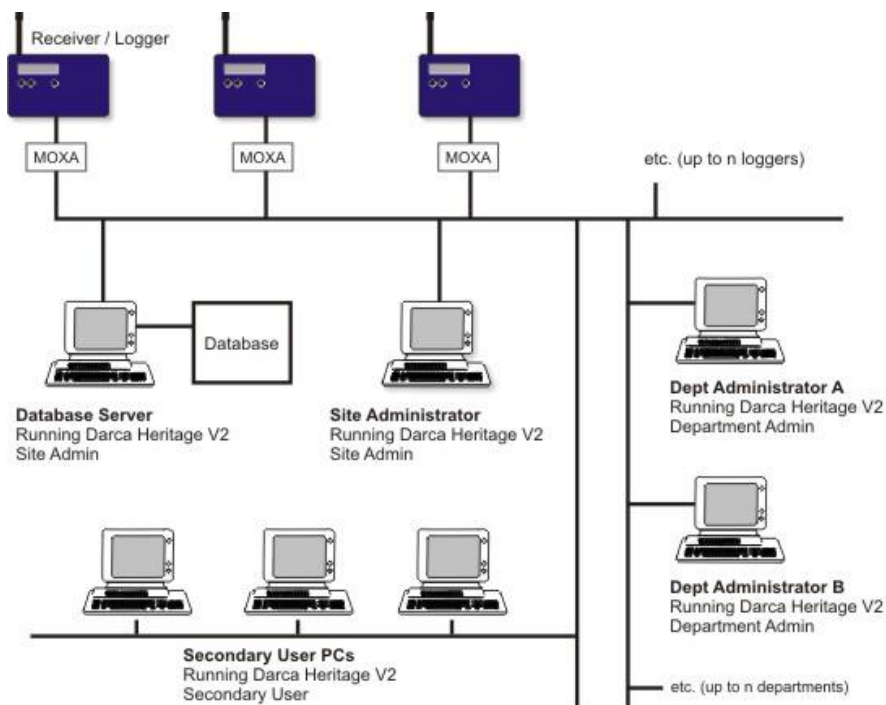 Receiver / Logger
MOXA
MOXA
MOXA
etc. (up to n loggers)
Database
Database Server
Running Darca Heritage V2
Site Admin
Site Administrator
Running Darca Heritage V2
Site Admin
Dept Administrator A
Running Darca Heritage V2
Department Admin
Dept Administrator B
Running Darca Heritage V2
Department Admin
Secondary User PCs
Running Darca Heritage V2
Secondary User
etc. (up to n departments)